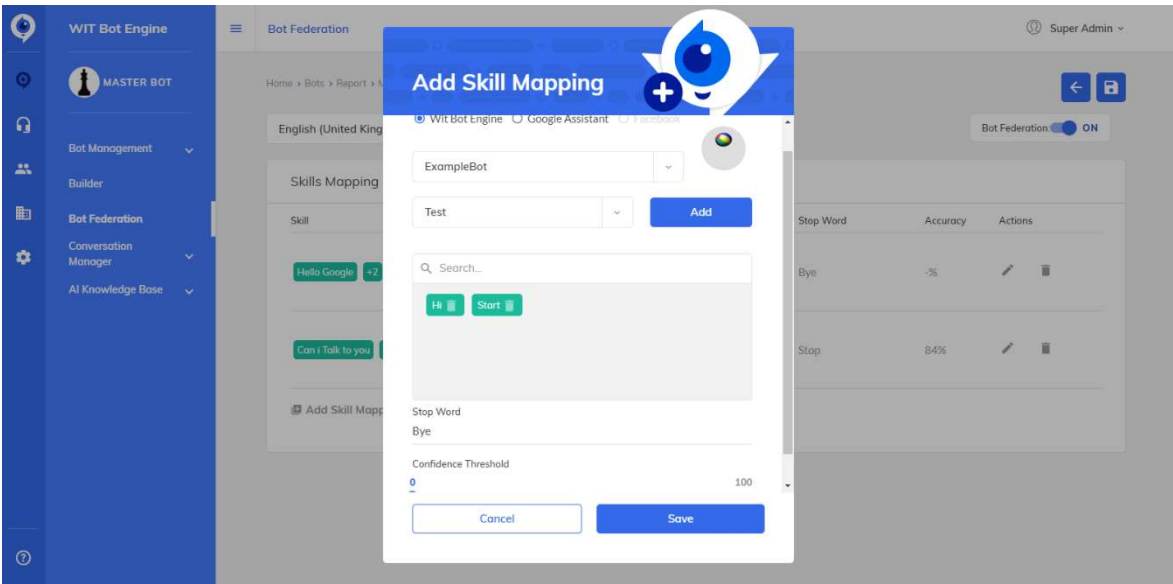 WIT Bot Engine
Bot Federation
Super Admin
MASTER BOT
Bot Management
Builder
Bot Federation
Conversation
Manager
AI Knowledge Base
Home › Bots › Report ›
English (United King
Bot Federation: ON
Skills Mapping
Skill
Stop Word
Accuracy
Actions
Hello Google
+2
Bye
-%
Can i Talk to you
Stop
84%
Add Skill Mapp
Add Skill Mapping
Wit Bot Engine
Google Assistant
Facebook
ExampleBot
Test
Add
Search...
Hi
Start
Stop Word
Bye
Confidence Threshold
0
100
Cancel
Save